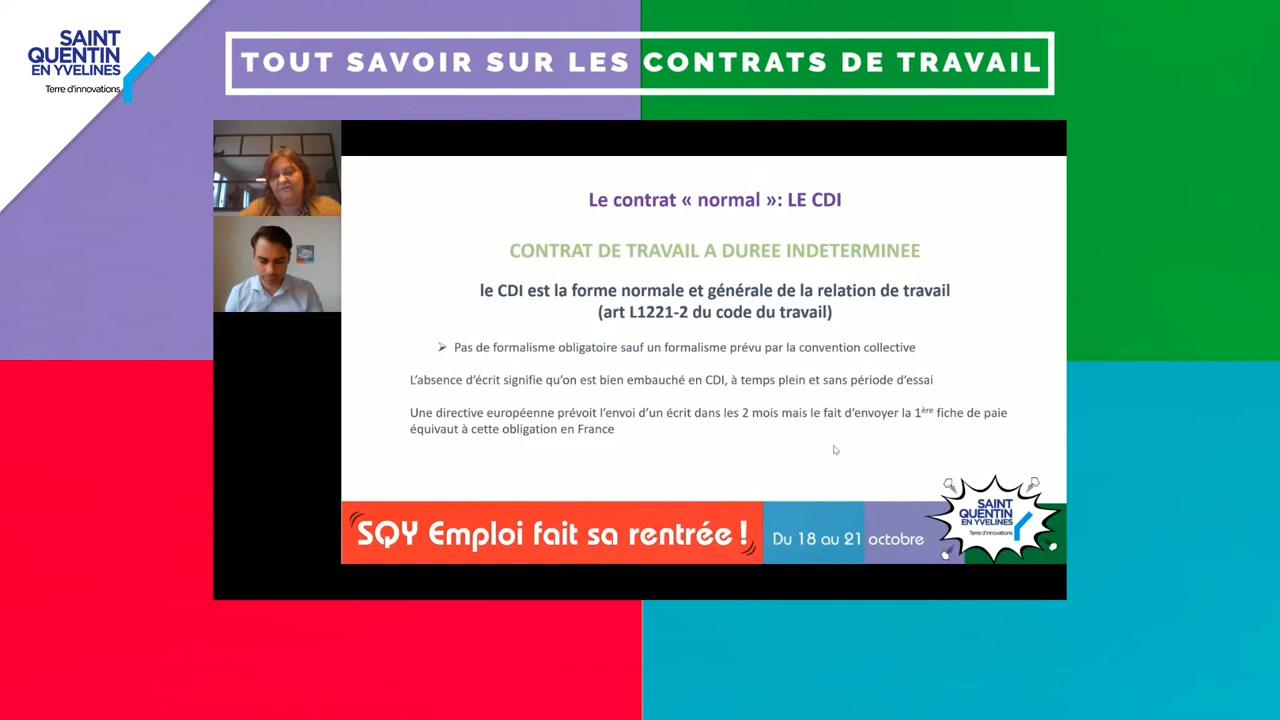 SAINT
QUENTIN
EN YVELINES
Terre d'innovations
TOUT SAVOIR SUR LES CONTRATS DE TRAVAIL
Le contrat « normal »: LE CDI
CONTRAT DE TRAVAIL A DUREE INDETERMINEE
le CDI est la forme normale et générale de la relation de travail
(art L1221-2 du code du travail)
➢ Pas de formalisme obligatoire sauf un formalisme prévu par la convention collective
L'absence d'écrit signifie qu'on est bien embauché en CDI, à temps plein et sans période d'essai
Une directive européenne prévoit l'envoi d'un écrit dans les 2 mois mais le fait d'envoyer la 1ère fiche de paie
équivaut à cette obligation en France
SQY Emploi fait sa rentrée !
Du 18 au 21 octobre
SAINT
QUENTIN
EN YVELINES
Terre d'innovations